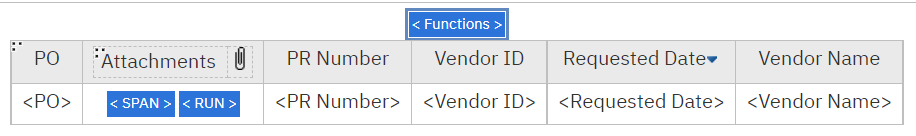 < Functions >
PO Attachments PR Number Vendor ID Requested Date Vendor Name
<PO> < SPAN > < RUN > <PR Number> <Vendor ID> <Requested Date> <Vendor Name>